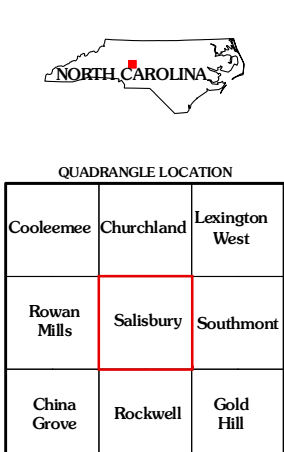 NORTH CAROLINA
QUADRANGLE LOCATION
Cooleemee
Churchland
Lexington
West
Rowan
Mills
Salisbury
Southmont
China
Grove
Rockwell
Gold
Hill